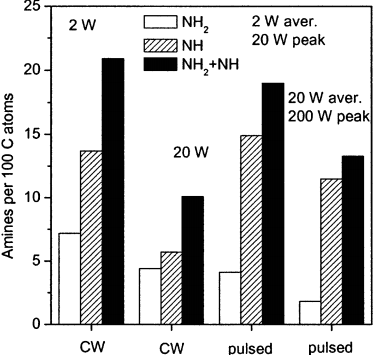 25
20
15
10
5
0
Amines per 100 C atoms
2 W
NH₂
NH
NH₂+NH
2 W aver.
20 W peak
20 W
20 W aver.
200 W peak
CW
CW
pulsed
pulsed